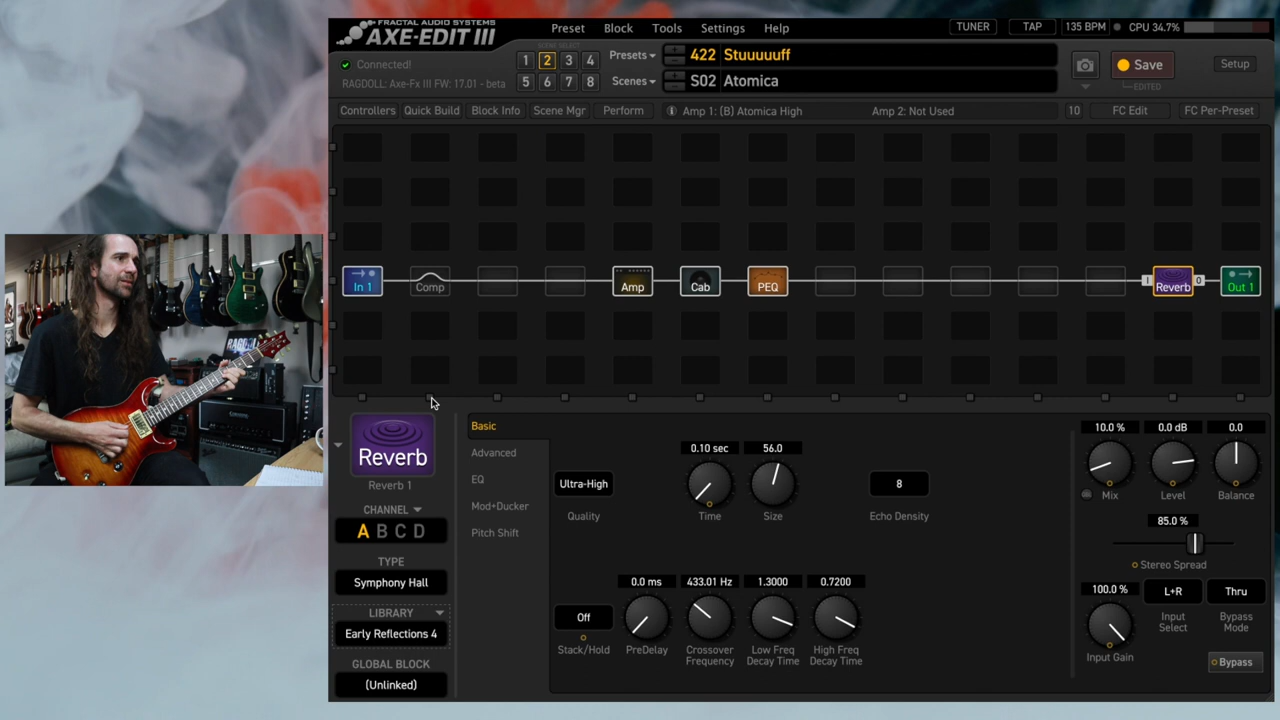 FRACTAL AUDIO SYSTEMS
AXE-EDIT III
Preset Block Tools Settings Help
TUNER TAP 135 BPM CPU 34.7%
Connected!
RAGDOLL: Axe-Fx III FW: 17.01 - beta
SCENE SELECT
1 2 3 4
5 6 7 8
Presets 422 Stuuuuuff
Scenes S02 Atomica
Save
EDITED
Setup
Controllers Quick Build Block Info Scene Mgr Perform Amp 1: (B) Atomica High Amp 2: Not Used 10 FC Edit FC Per-Preset
In 1 Comp Amp Cab PEQ I Reverb O Out 1
RAGDOLL
Reverb
Reverb 1
CHANNEL
A B C D
TYPE
Symphony Hall
LIBRARY
Early Reflections 4
GLOBAL BLOCK
(Unlinked)
Basic
Advanced
EQ
Mod+Ducker
Pitch Shift
Ultra-High
Quality
0.10 sec
Time
56.0
Size
8
Echo Density
Off
Stack/Hold
0.0 ms
PreDelay
433.01 Hz
Crossover
Frequency
1.3000
Low Freq
Decay Time
0.7200
High Freq
Decay Time
10.0 %
Mix
0.0 dB
Level
0.0
Balance
85.0 %
Stereo Spread
100.0 %
Input Gain
L+R
Input
Select
Thru
Bypass
Mode
Bypass